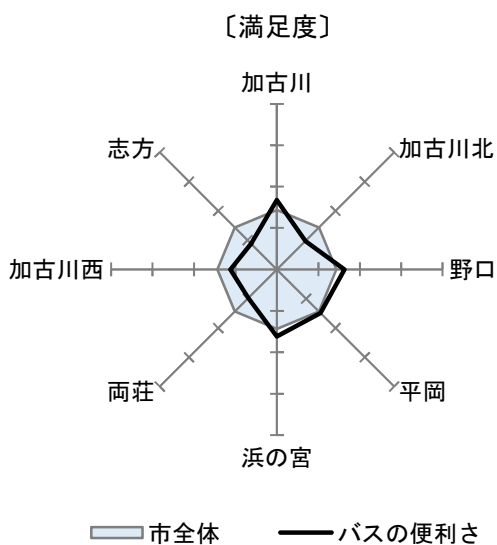 〔満足度〕
加古川
志方
加古川北
加古川西
野口
両荘
平岡
浜の宮
市全体
バスの便利さ